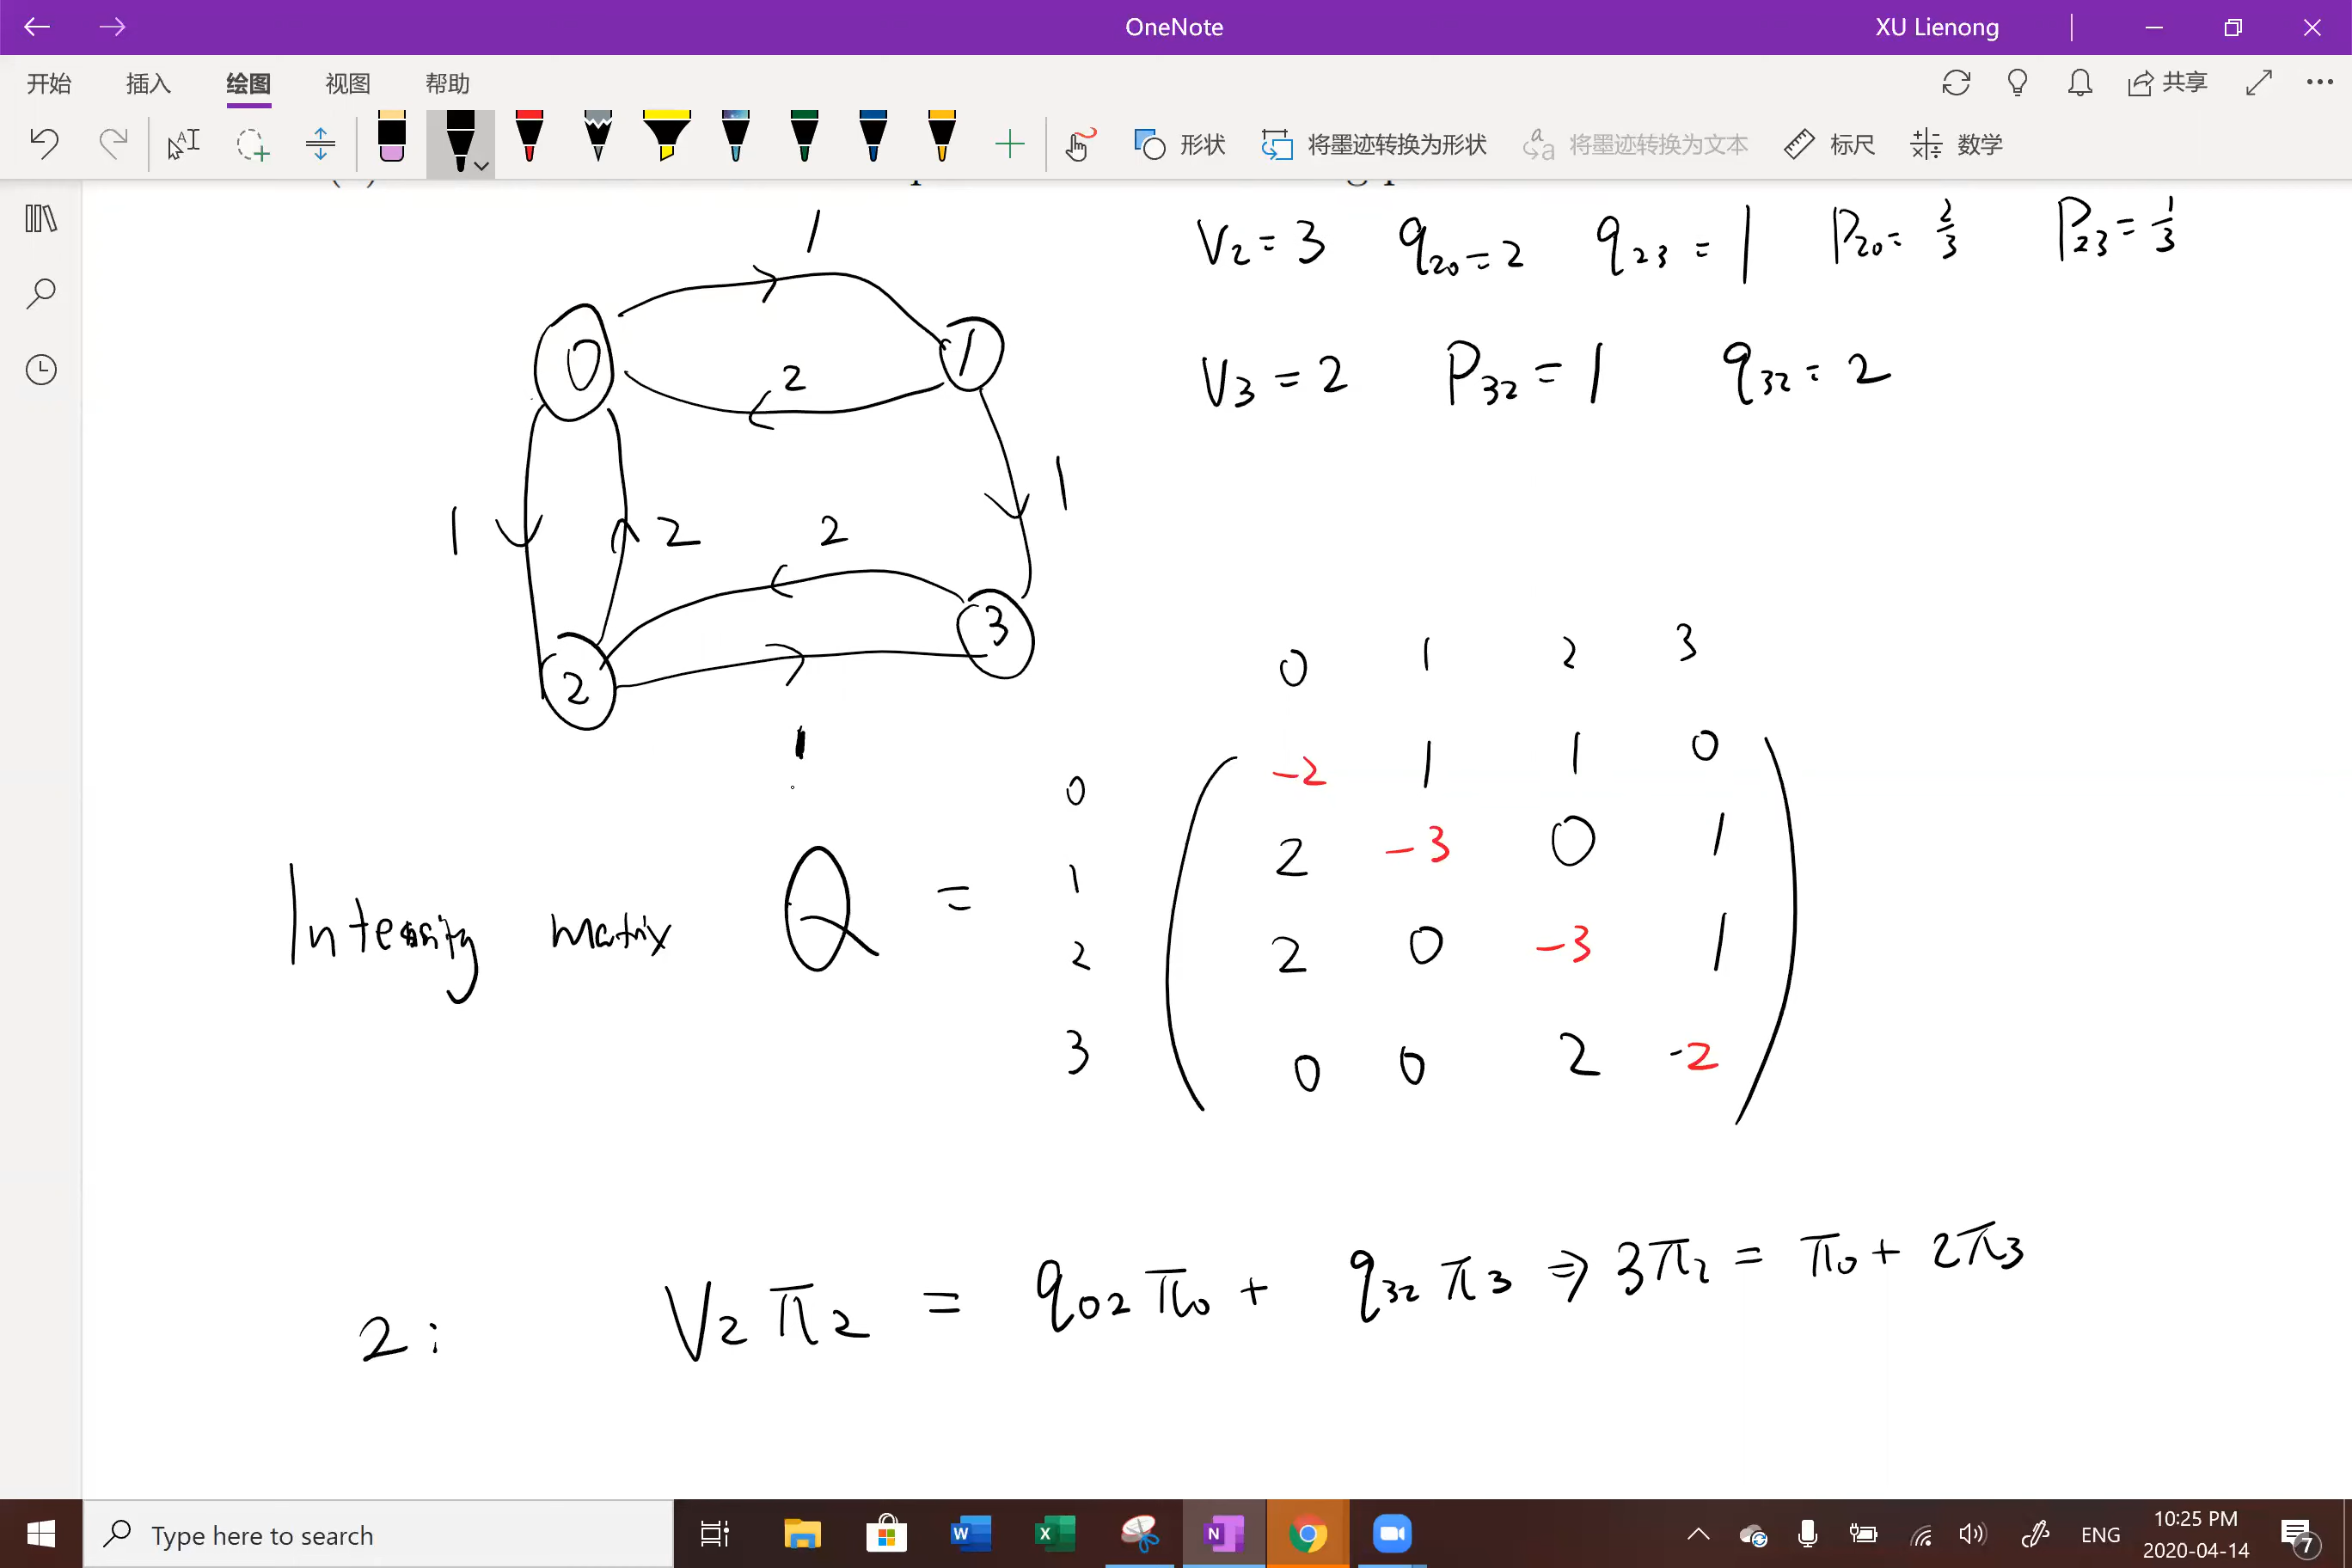 OneNote
XU Lienong
开始 插入 绘图 视图 帮助
共享
形状 将墨迹转换为形状 将墨迹转换为文本 标尺 数学
V2 = 3 q20 = 2 q23 = 1 P20 = 2/3 P23 = 1/3
V3 = 2 P32 = 1 q32 = 2
1
0 1
2
1 2 2 1
2 3
1
0 1 2 3
0 -2 1 1 0
1 2 -3 0 1
2 2 0 -3 1
3 0 0 2 -2
Intensity matrix Q =
2: V2 π2 = q02 π0 + q32 π3 ⇒ 3π2 = π0 + 2π3
Type here to search
ENG
10:25 PM
2020-04-14
7